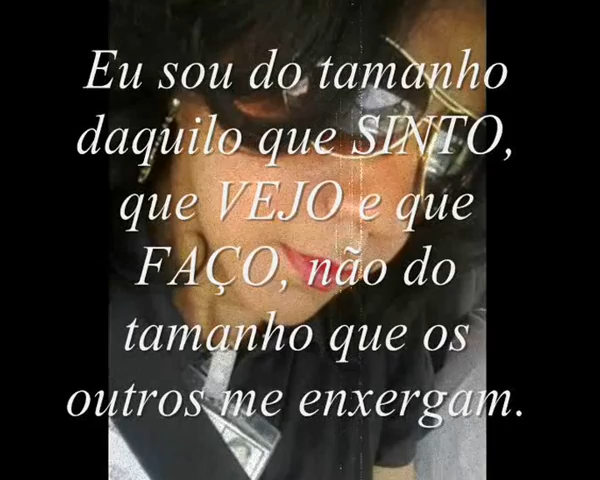 Eu sou do tamanho
daquilo que SINTO,
que VEJO e que
FAÇO, não do
tamanho que os
outros me enxergam.